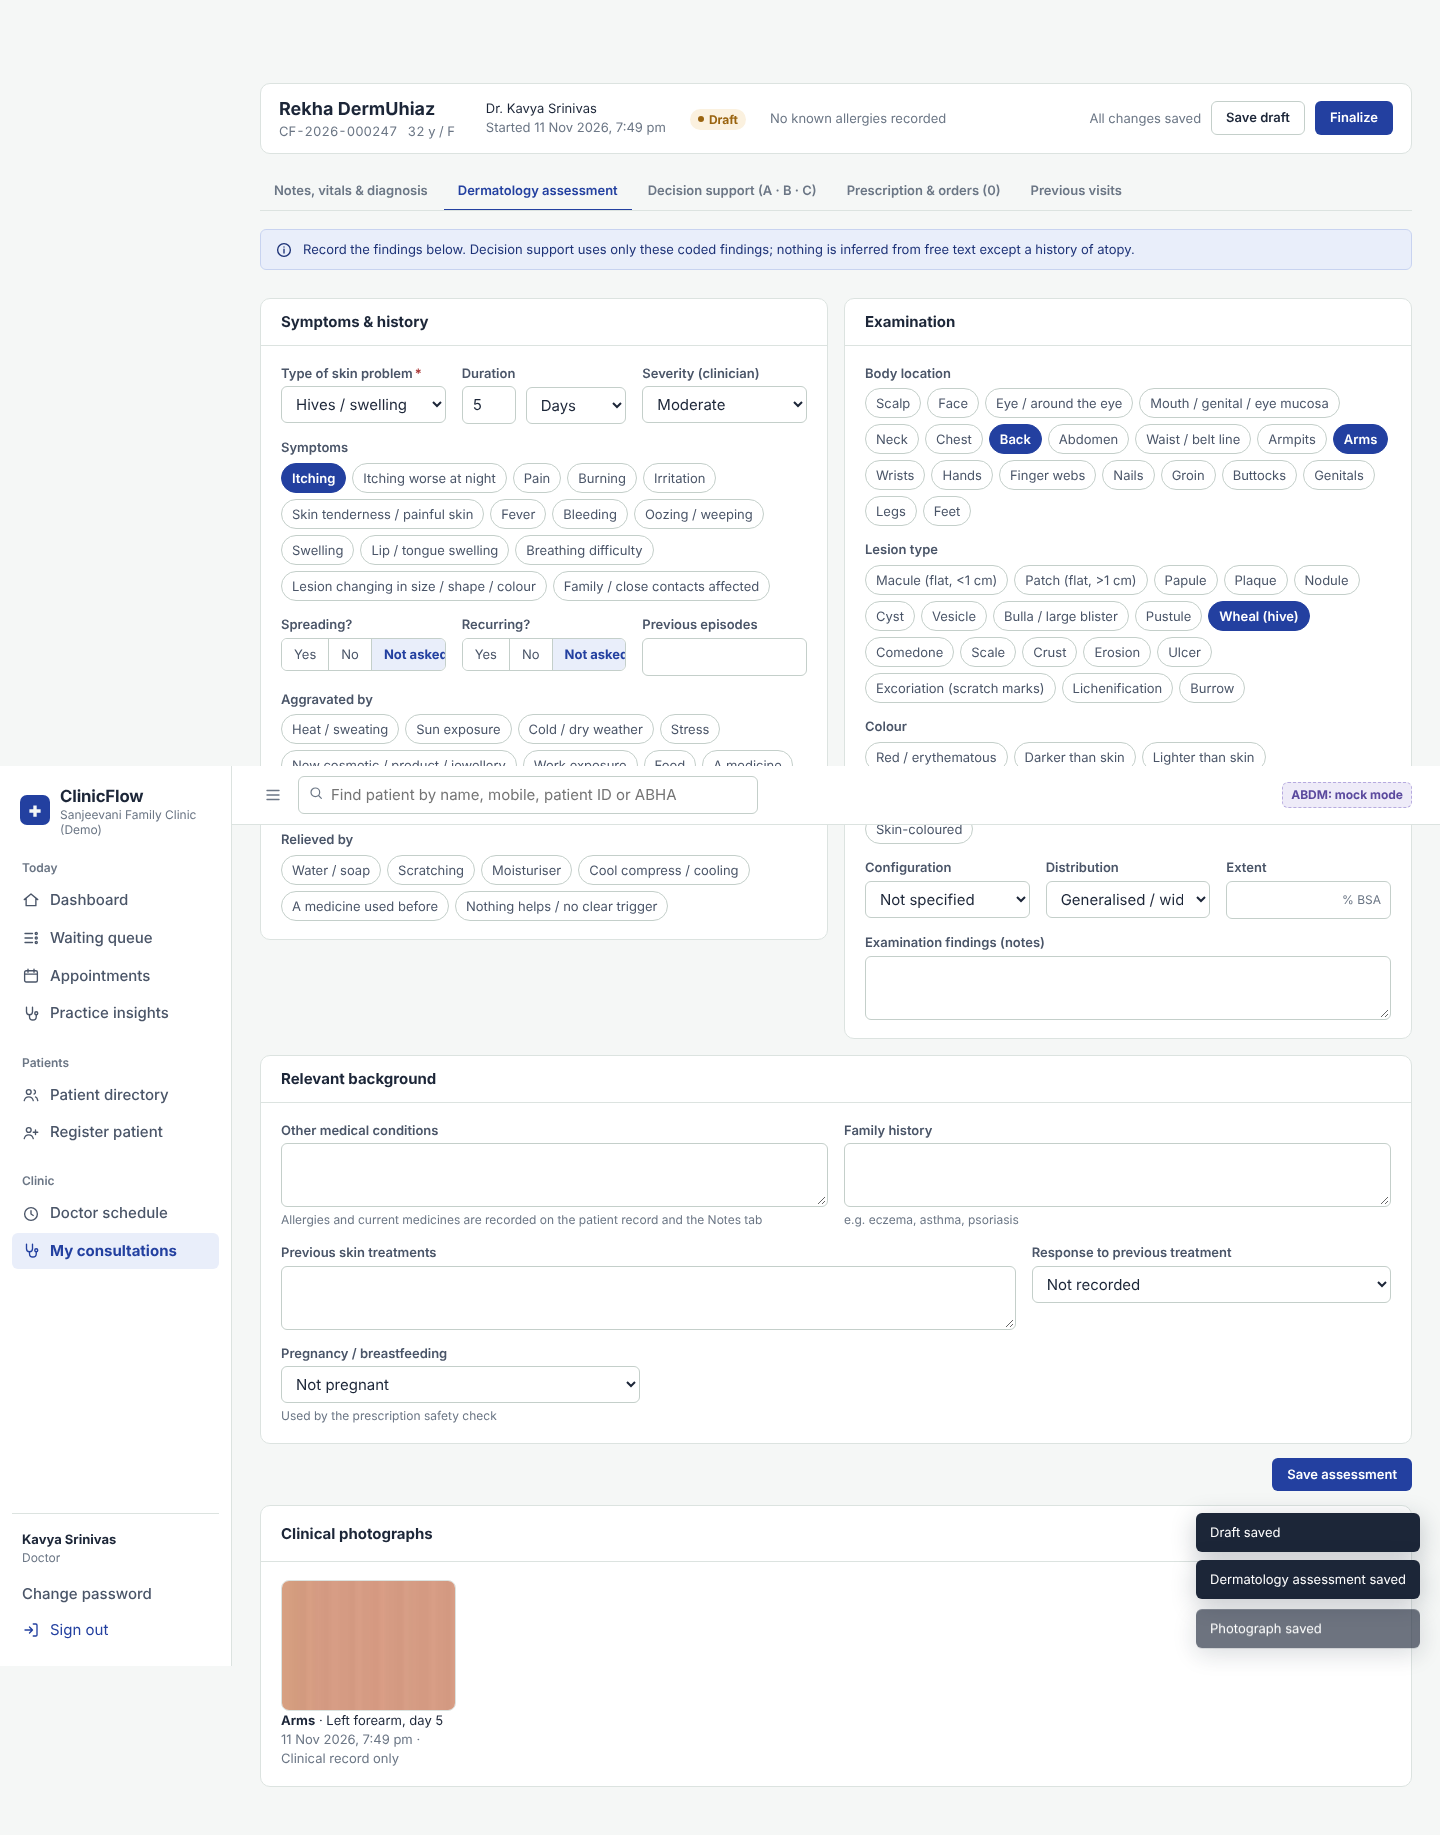 Rekha DermUhiaz
CF-2026-000247 32 y / F
Dr. Kavya Srinivas
Started 11 Nov 2026, 7:49 pm
Draft
No known allergies recorded
All changes saved
Save draft
Finalize
Notes, vitals & diagnosis
Dermatology assessment
Decision support (A · B · C)
Prescription & orders (0)
Previous visits
Record the findings below. Decision support uses only these coded findings; nothing is inferred from free text except a history of atopy.
Symptoms & history
Type of skin problem *
Duration
Severity (clinician)
Hives / swelling
5
Days
Moderate
Symptoms
Itching
Itching worse at night
Pain
Burning
Irritation
Skin tenderness / painful skin
Fever
Bleeding
Oozing / weeping
Swelling
Lip / tongue swelling
Breathing difficulty
Lesion changing in size / shape / colour
Family / close contacts affected
Spreading?
Recurring?
Previous episodes
Yes
No
Not asked
Yes
No
Not asked
Aggravated by
Heat / sweating
Sun exposure
Cold / dry weather
Stress
New cosmetic / product / jewellery
Work exposure
Food
A medicine
Relieved by
Water / soap
Scratching
Moisturiser
Cool compress / cooling
A medicine used before
Nothing helps / no clear trigger
Examination
Body location
Scalp
Face
Eye / around the eye
Mouth / genital / eye mucosa
Neck
Chest
Back
Abdomen
Waist / belt line
Armpits
Arms
Wrists
Hands
Finger webs
Nails
Groin
Buttocks
Genitals
Legs
Feet
Lesion type
Macule (flat, <1 cm)
Patch (flat, >1 cm)
Papule
Plaque
Nodule
Cyst
Vesicle
Bulla / large blister
Pustule
Wheal (hive)
Comedone
Scale
Crust
Erosion
Ulcer
Excoriation (scratch marks)
Lichenification
Burrow
Colour
Red / erythematous
Darker than skin
Lighter than skin
Skin-coloured
Configuration
Distribution
Extent
Not specified
Generalised / wid
% BSA
Examination findings (notes)
ClinicFlow
Sanjeevani Family Clinic
(Demo)
Find patient by name, mobile, patient ID or ABHA
ABDM: mock mode
Today
Dashboard
Waiting queue
Appointments
Practice insights
Patients
Patient directory
Register patient
Clinic
Doctor schedule
My consultations
Kavya Srinivas
Doctor
Change password
Sign out
Relevant background
Other medical conditions
Family history
Allergies and current medicines are recorded on the patient record and the Notes tab
e.g. eczema, asthma, psoriasis
Previous skin treatments
Response to previous treatment
Not recorded
Pregnancy / breastfeeding
Not pregnant
Used by the prescription safety check
Save assessment
Clinical photographs
Draft saved
Dermatology assessment saved
Photograph saved
Arms · Left forearm, day 5
11 Nov 2026, 7:49 pm ·
Clinical record only